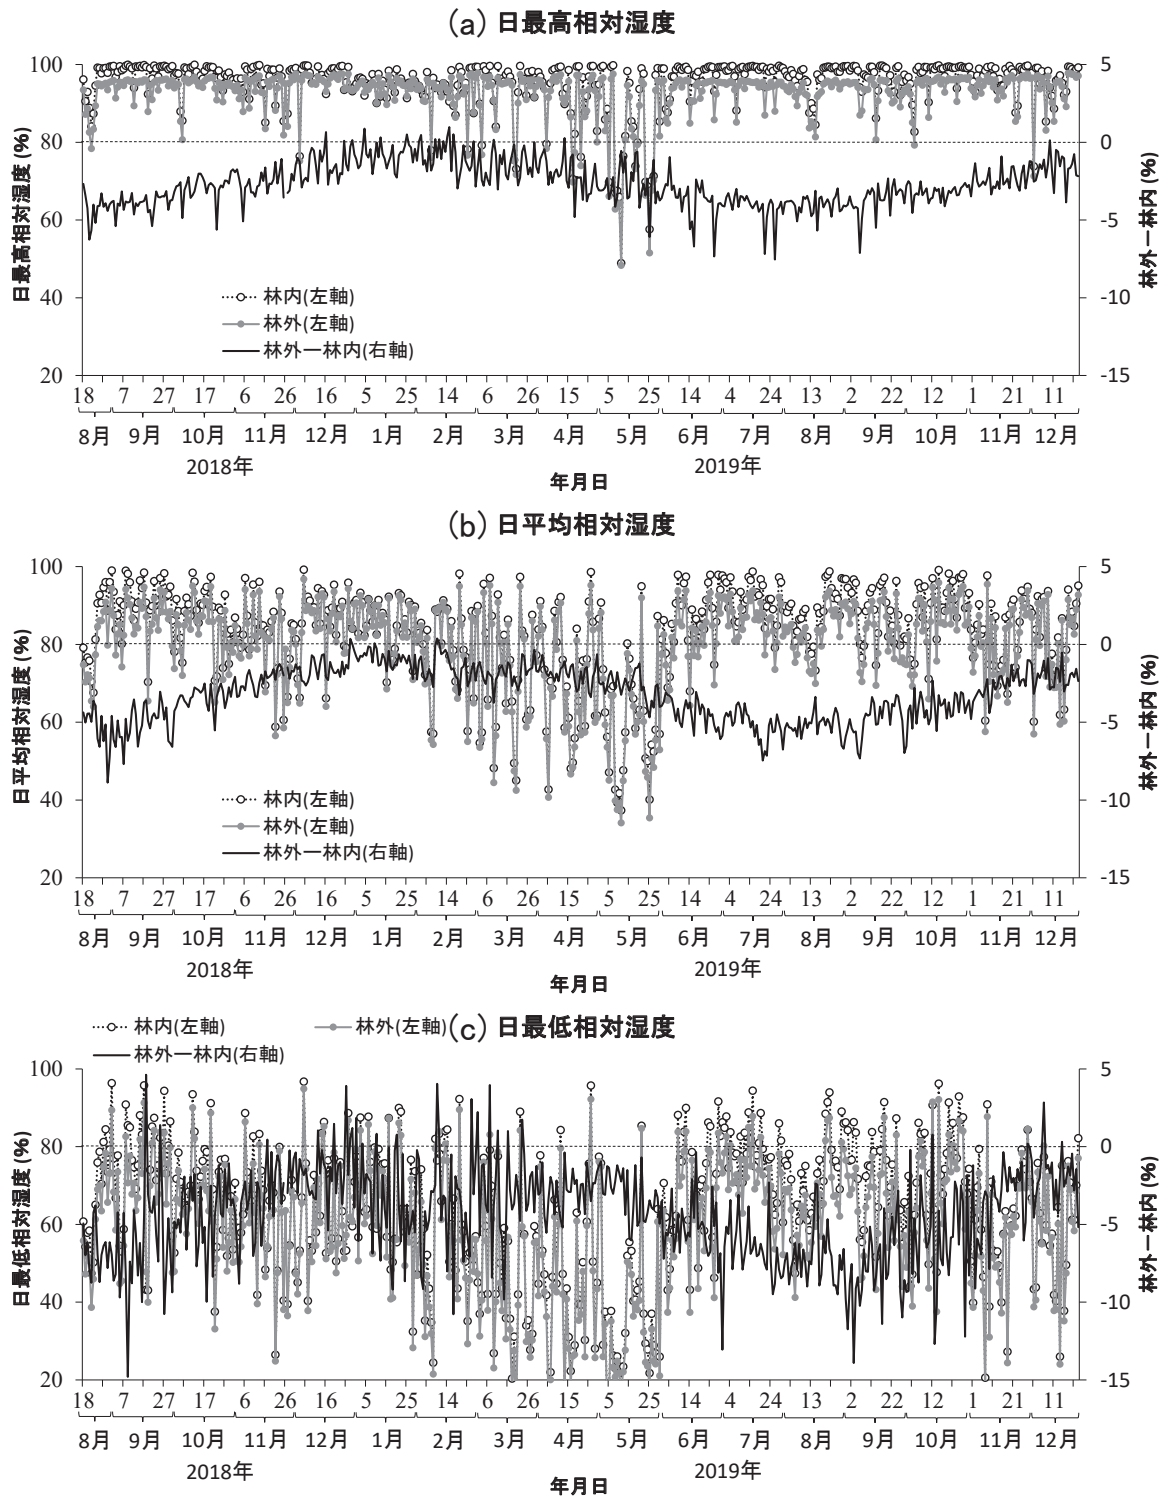 (a) 日最高相対湿度
100
80
60
40
20
日最高相対湿度 (%)
5
0
-5
-10
-15
林外ー林内 (%)
林内(左軸)
林外(左軸)
林外ー林内(右軸)
18 7 27 17 6 26 16 5 25 14 6 26 15 5 25 14 4 24 13 2 22 12 1 21 11
8月 9月 10月 11月 12月 1月 2月 3月 4月 5月 6月 7月 8月 9月 10月 11月 12月
2018年 2019年
年月日
(b) 日平均相対湿度
100
80
60
40
20
日平均相対湿度 (%)
5
0
-5
-10
-15
林外ー林内 (%)
林内(左軸)
林外(左軸)
林外ー林内(右軸)
18 7 27 17 6 26 16 5 25 14 6 26 15 5 25 14 4 24 13 2 22 12 1 21 11
8月 9月 10月 11月 12月 1月 2月 3月 4月 5月 6月 7月 8月 9月 10月 11月 12月
2018年 2019年
年月日
林内(左軸) 林外(左軸) (c) 日最低相対湿度
林外ー林内(右軸)
100
80
60
40
20
日最低相対湿度 (%)
5
0
-5
-10
-15
林外ー林内 (%)
18 7 27 17 6 26 16 5 25 14 6 26 15 5 25 14 4 24 13 2 22 12 1 21 11
8月 9月 10月 11月 12月 1月 2月 3月 4月 5月 6月 7月 8月 9月 10月 11月 12月
2018年 2019年
年月日